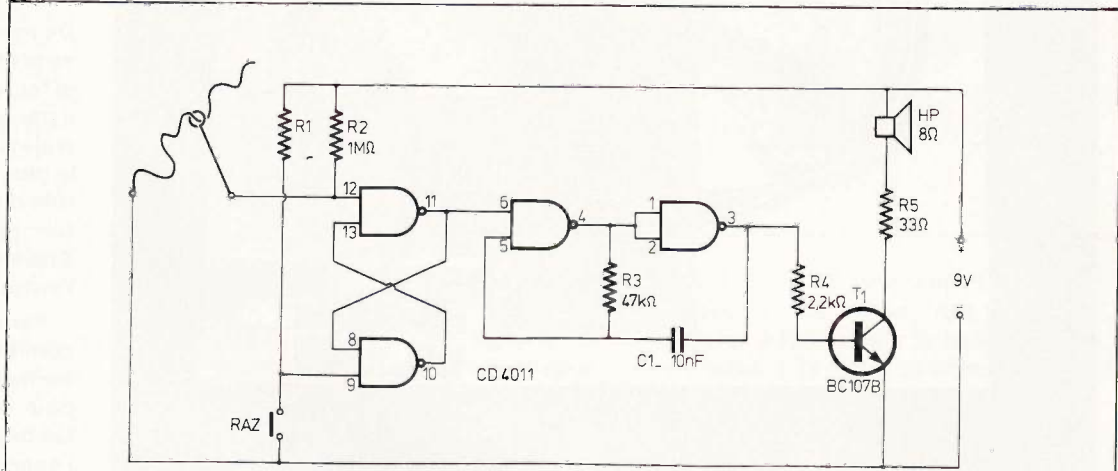 R1
R2
1MΩ
12
13
11
8
9
10
RAZ
CD 4011
6
5
4
R3
47kΩ
C1_ 10nF
1
2
3
R4
2,2kΩ
T1
BC107B
HP
8Ω
R5
33Ω
+
9V
-